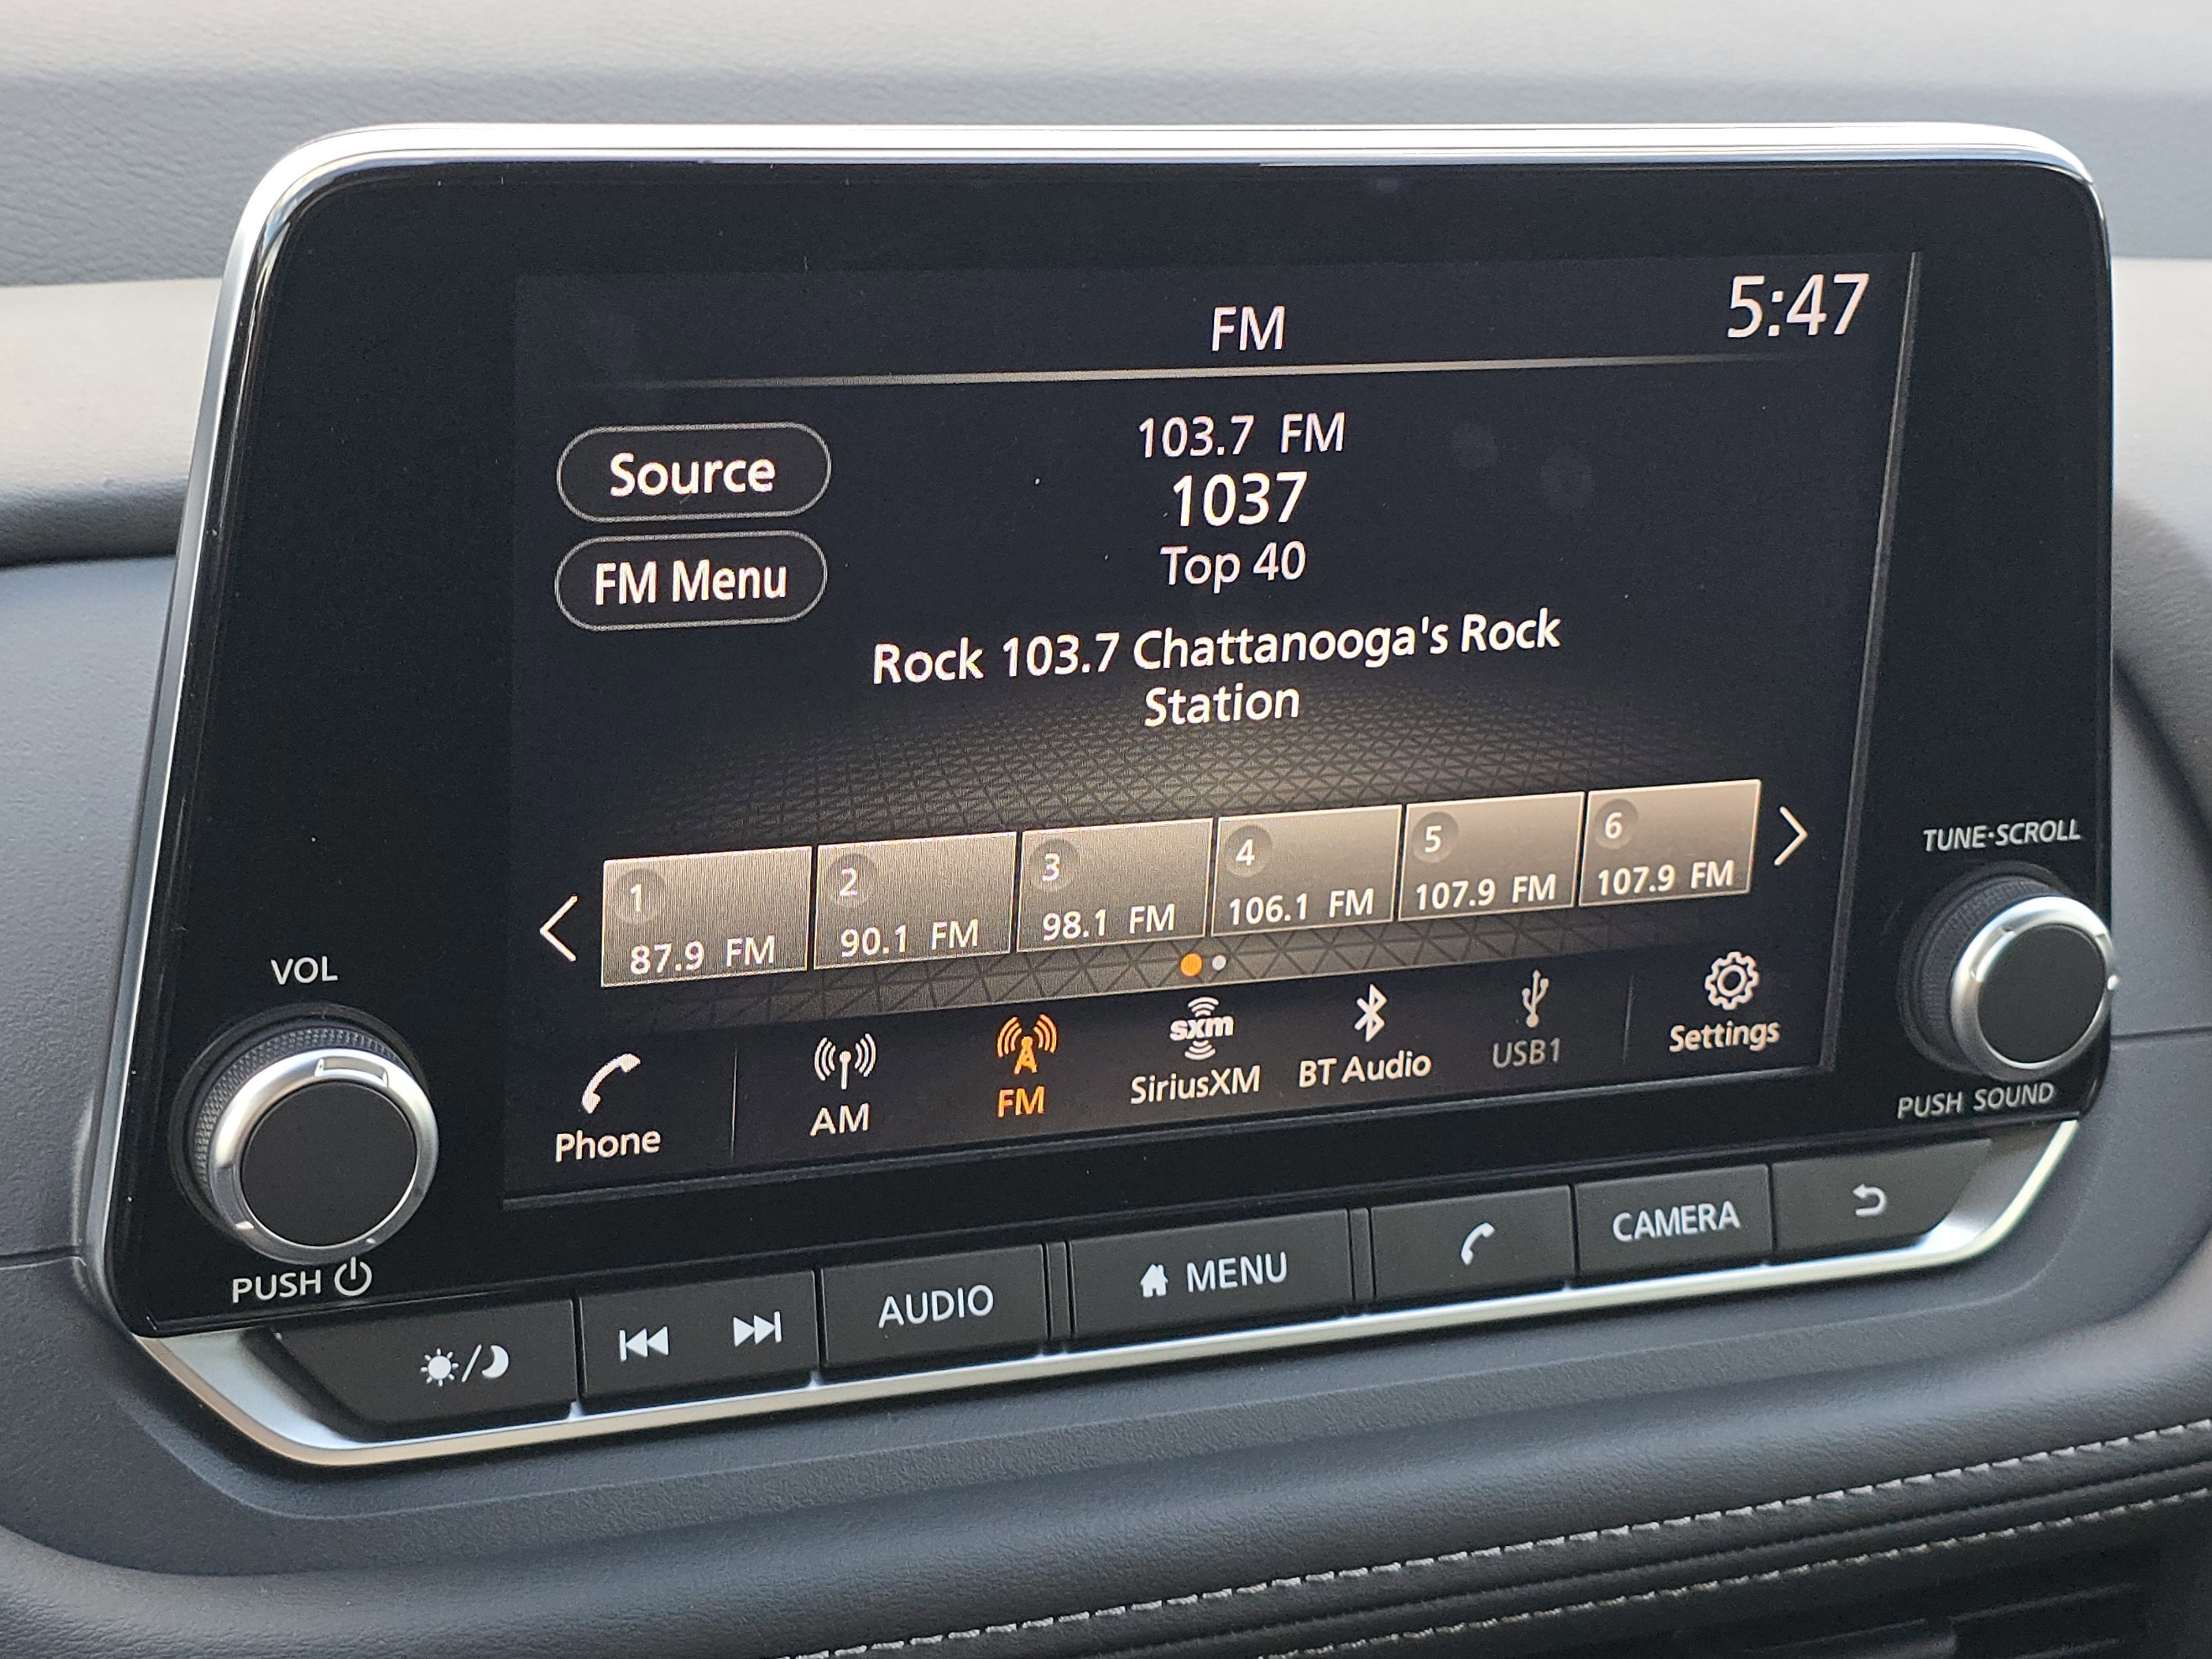 FM
5:47
Source
FM Menu
103.7 FM
1037
Top 40
Rock 103.7 Chattanooga's Rock
Station
1
87.9 FM
2
90.1 FM
3
98.1 FM
4
106.1 FM
5
107.9 FM
6
107.9 FM
TUNE·SCROLL
VOL
Phone
AM
FM
sxm
SiriusXM
BT Audio
USB1
Settings
PUSH SOUND
PUSH
AUDIO
MENU
CAMERA